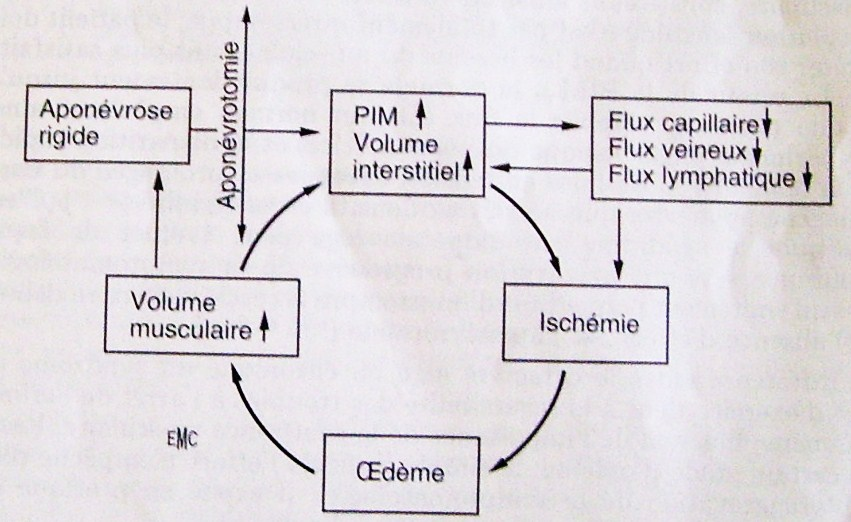 Aponévrose
rigide
Aponévrotomie
PIM ↑
Volume
interstitiel ↑
Flux capillaire ↓
Flux veineux ↓
Flux lymphatique ↓
Volume
musculaire ↑
Ischémie
EMC
Œdème